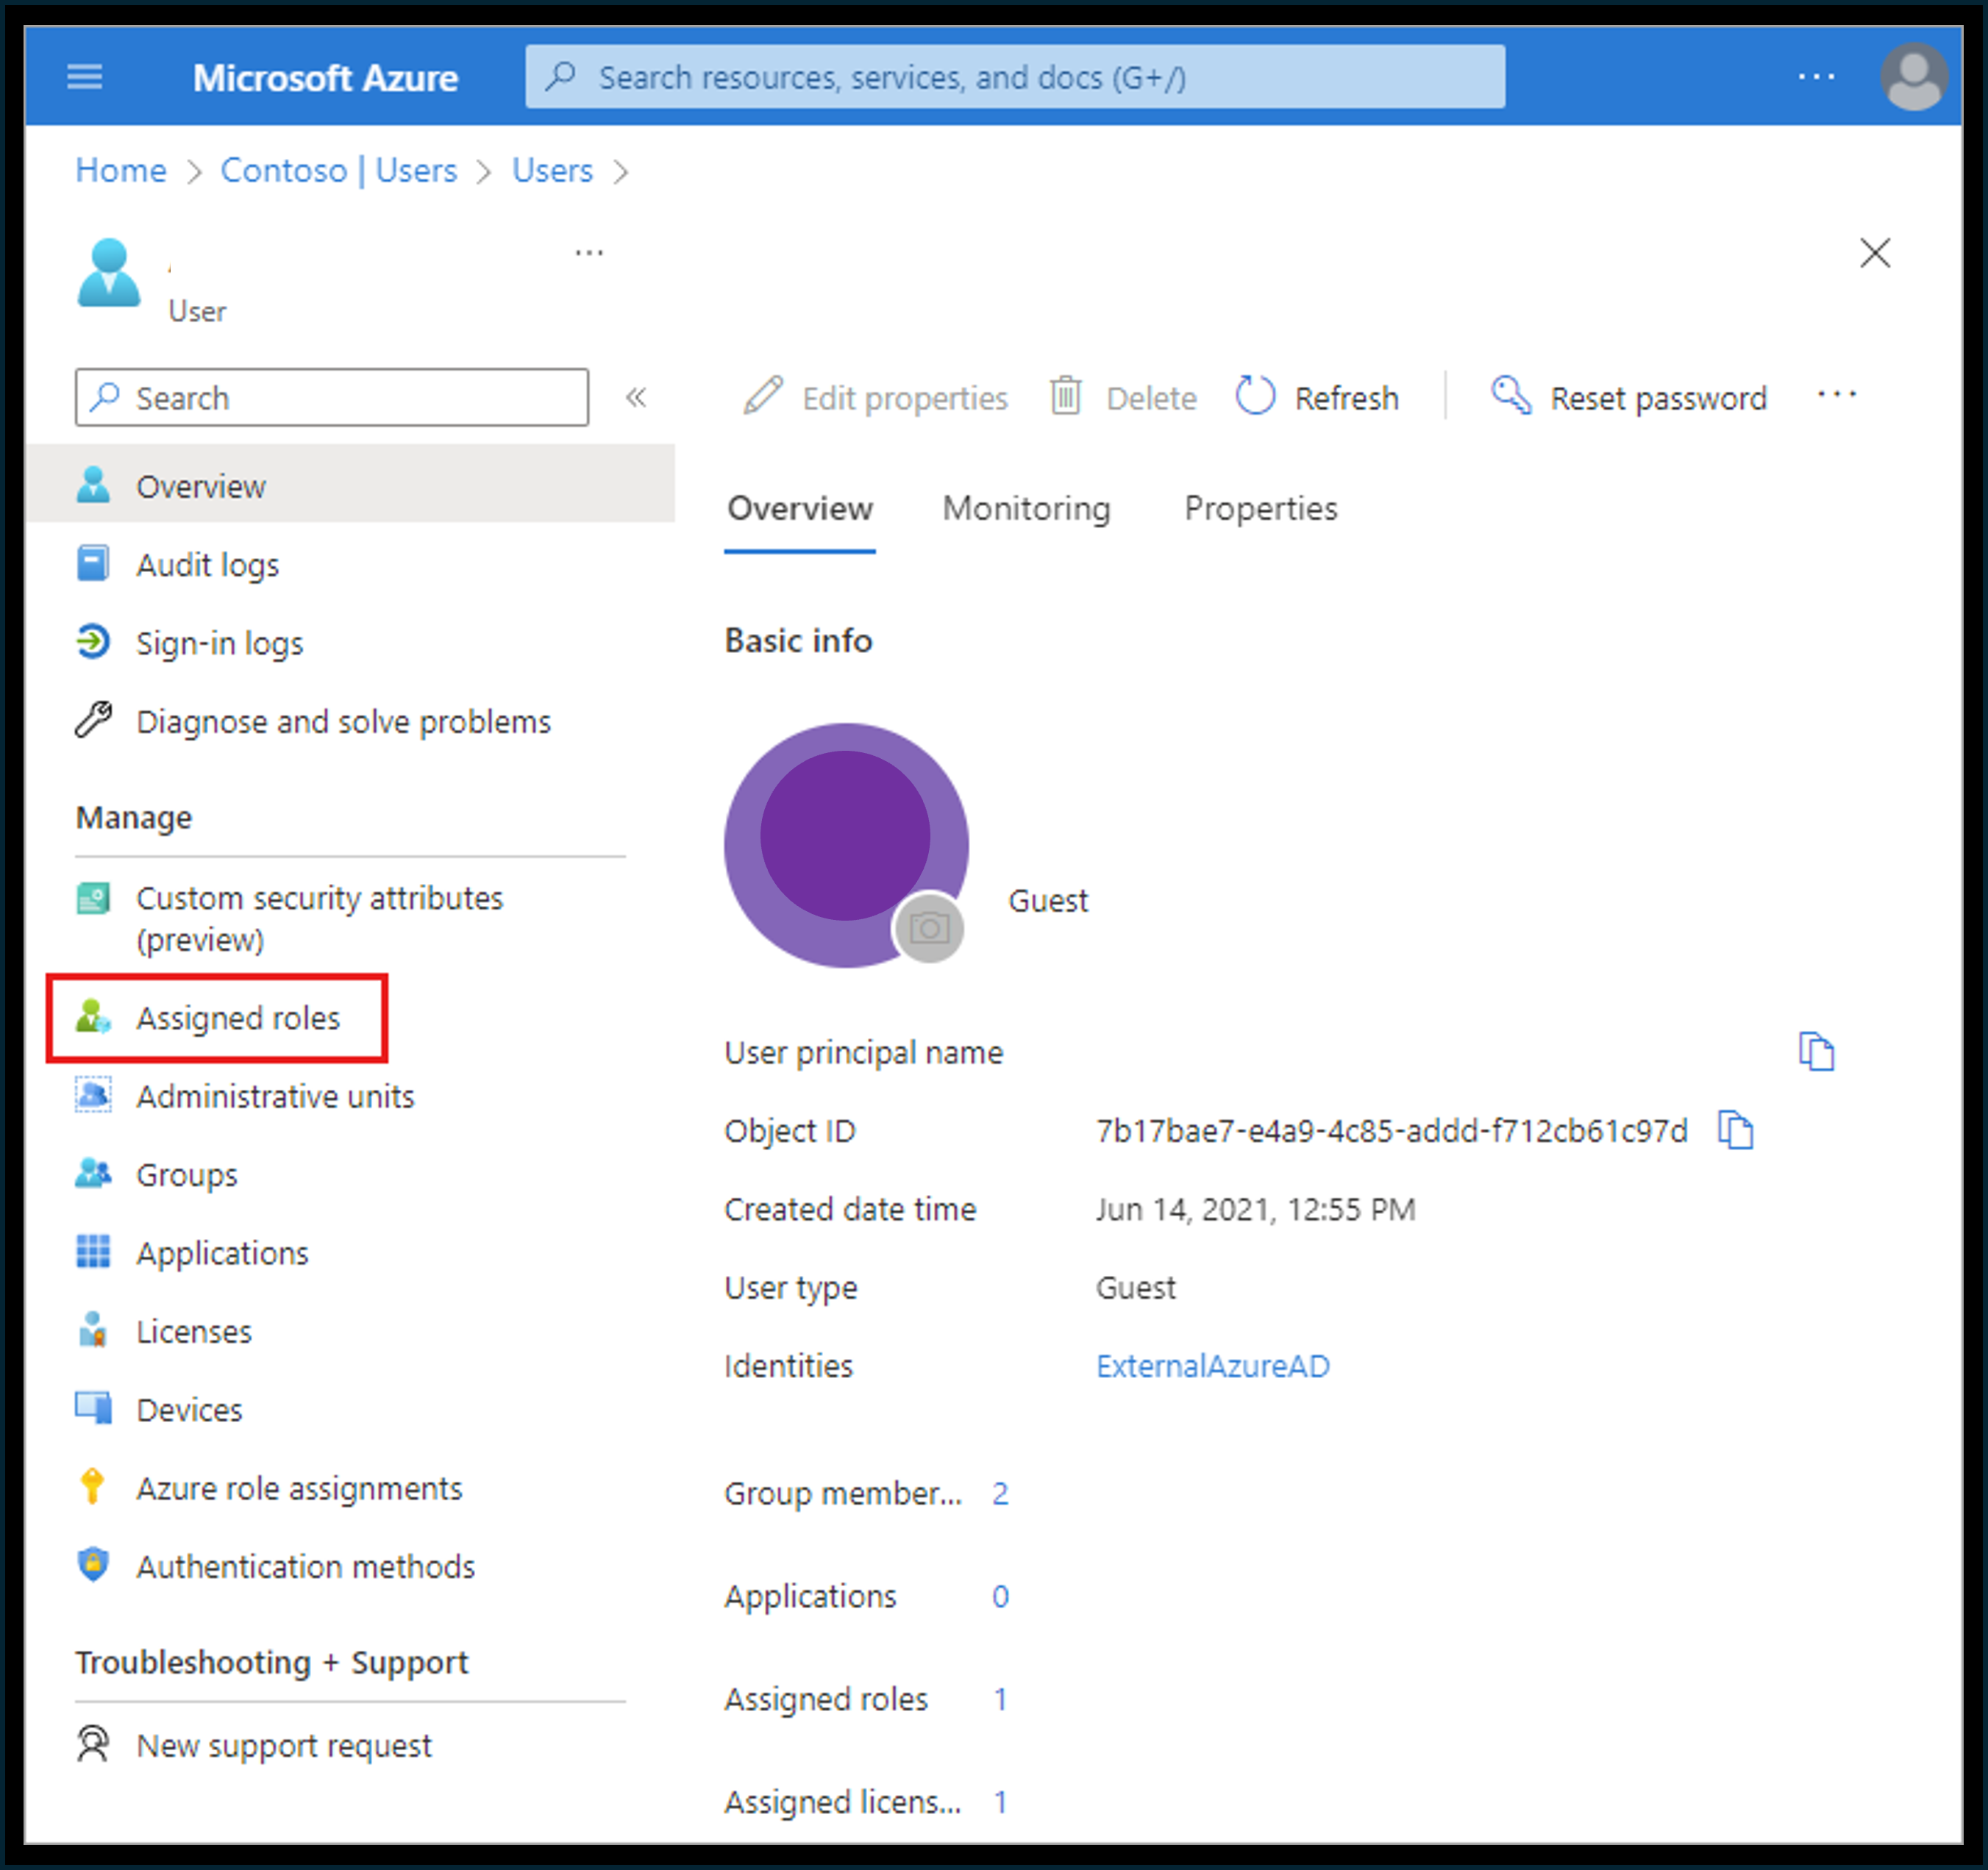 Microsoft Azure
Search resources, services, and docs (G+/)
...
Home > Contoso | Users > Users >
...
User
Search
«
Edit properties
Delete
Refresh
Reset password
...
Overview
Audit logs
Sign-in logs
Diagnose and solve problems
Manage
Custom security attributes
(preview)
Assigned roles
Administrative units
Groups
Applications
Licenses
Devices
Azure role assignments
Authentication methods
Troubleshooting + Support
New support request
Overview
Monitoring
Properties
Basic info
Guest
User principal name
Object ID 7b17bae7-e4a9-4c85-addd-f712cb61c97d
Created date time Jun 14, 2021, 12:55 PM
User type Guest
Identities ExternalAzureAD
Group member... 2
Applications 0
Assigned roles 1
Assigned licens... 1